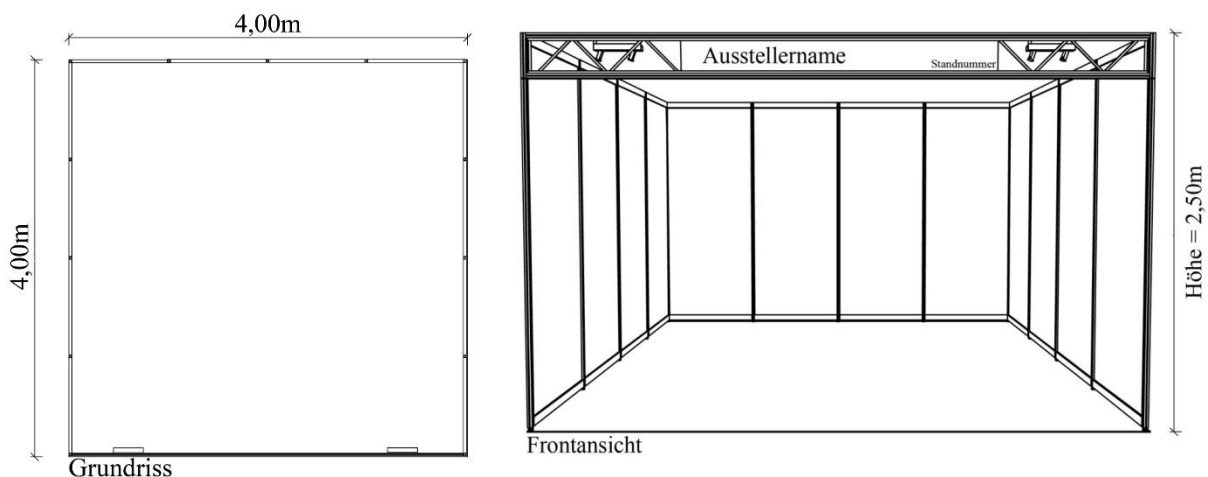 4,00m
4,00m
Grundriss
Ausstellername
Standnummer
Höhe = 2,50m
Frontansicht